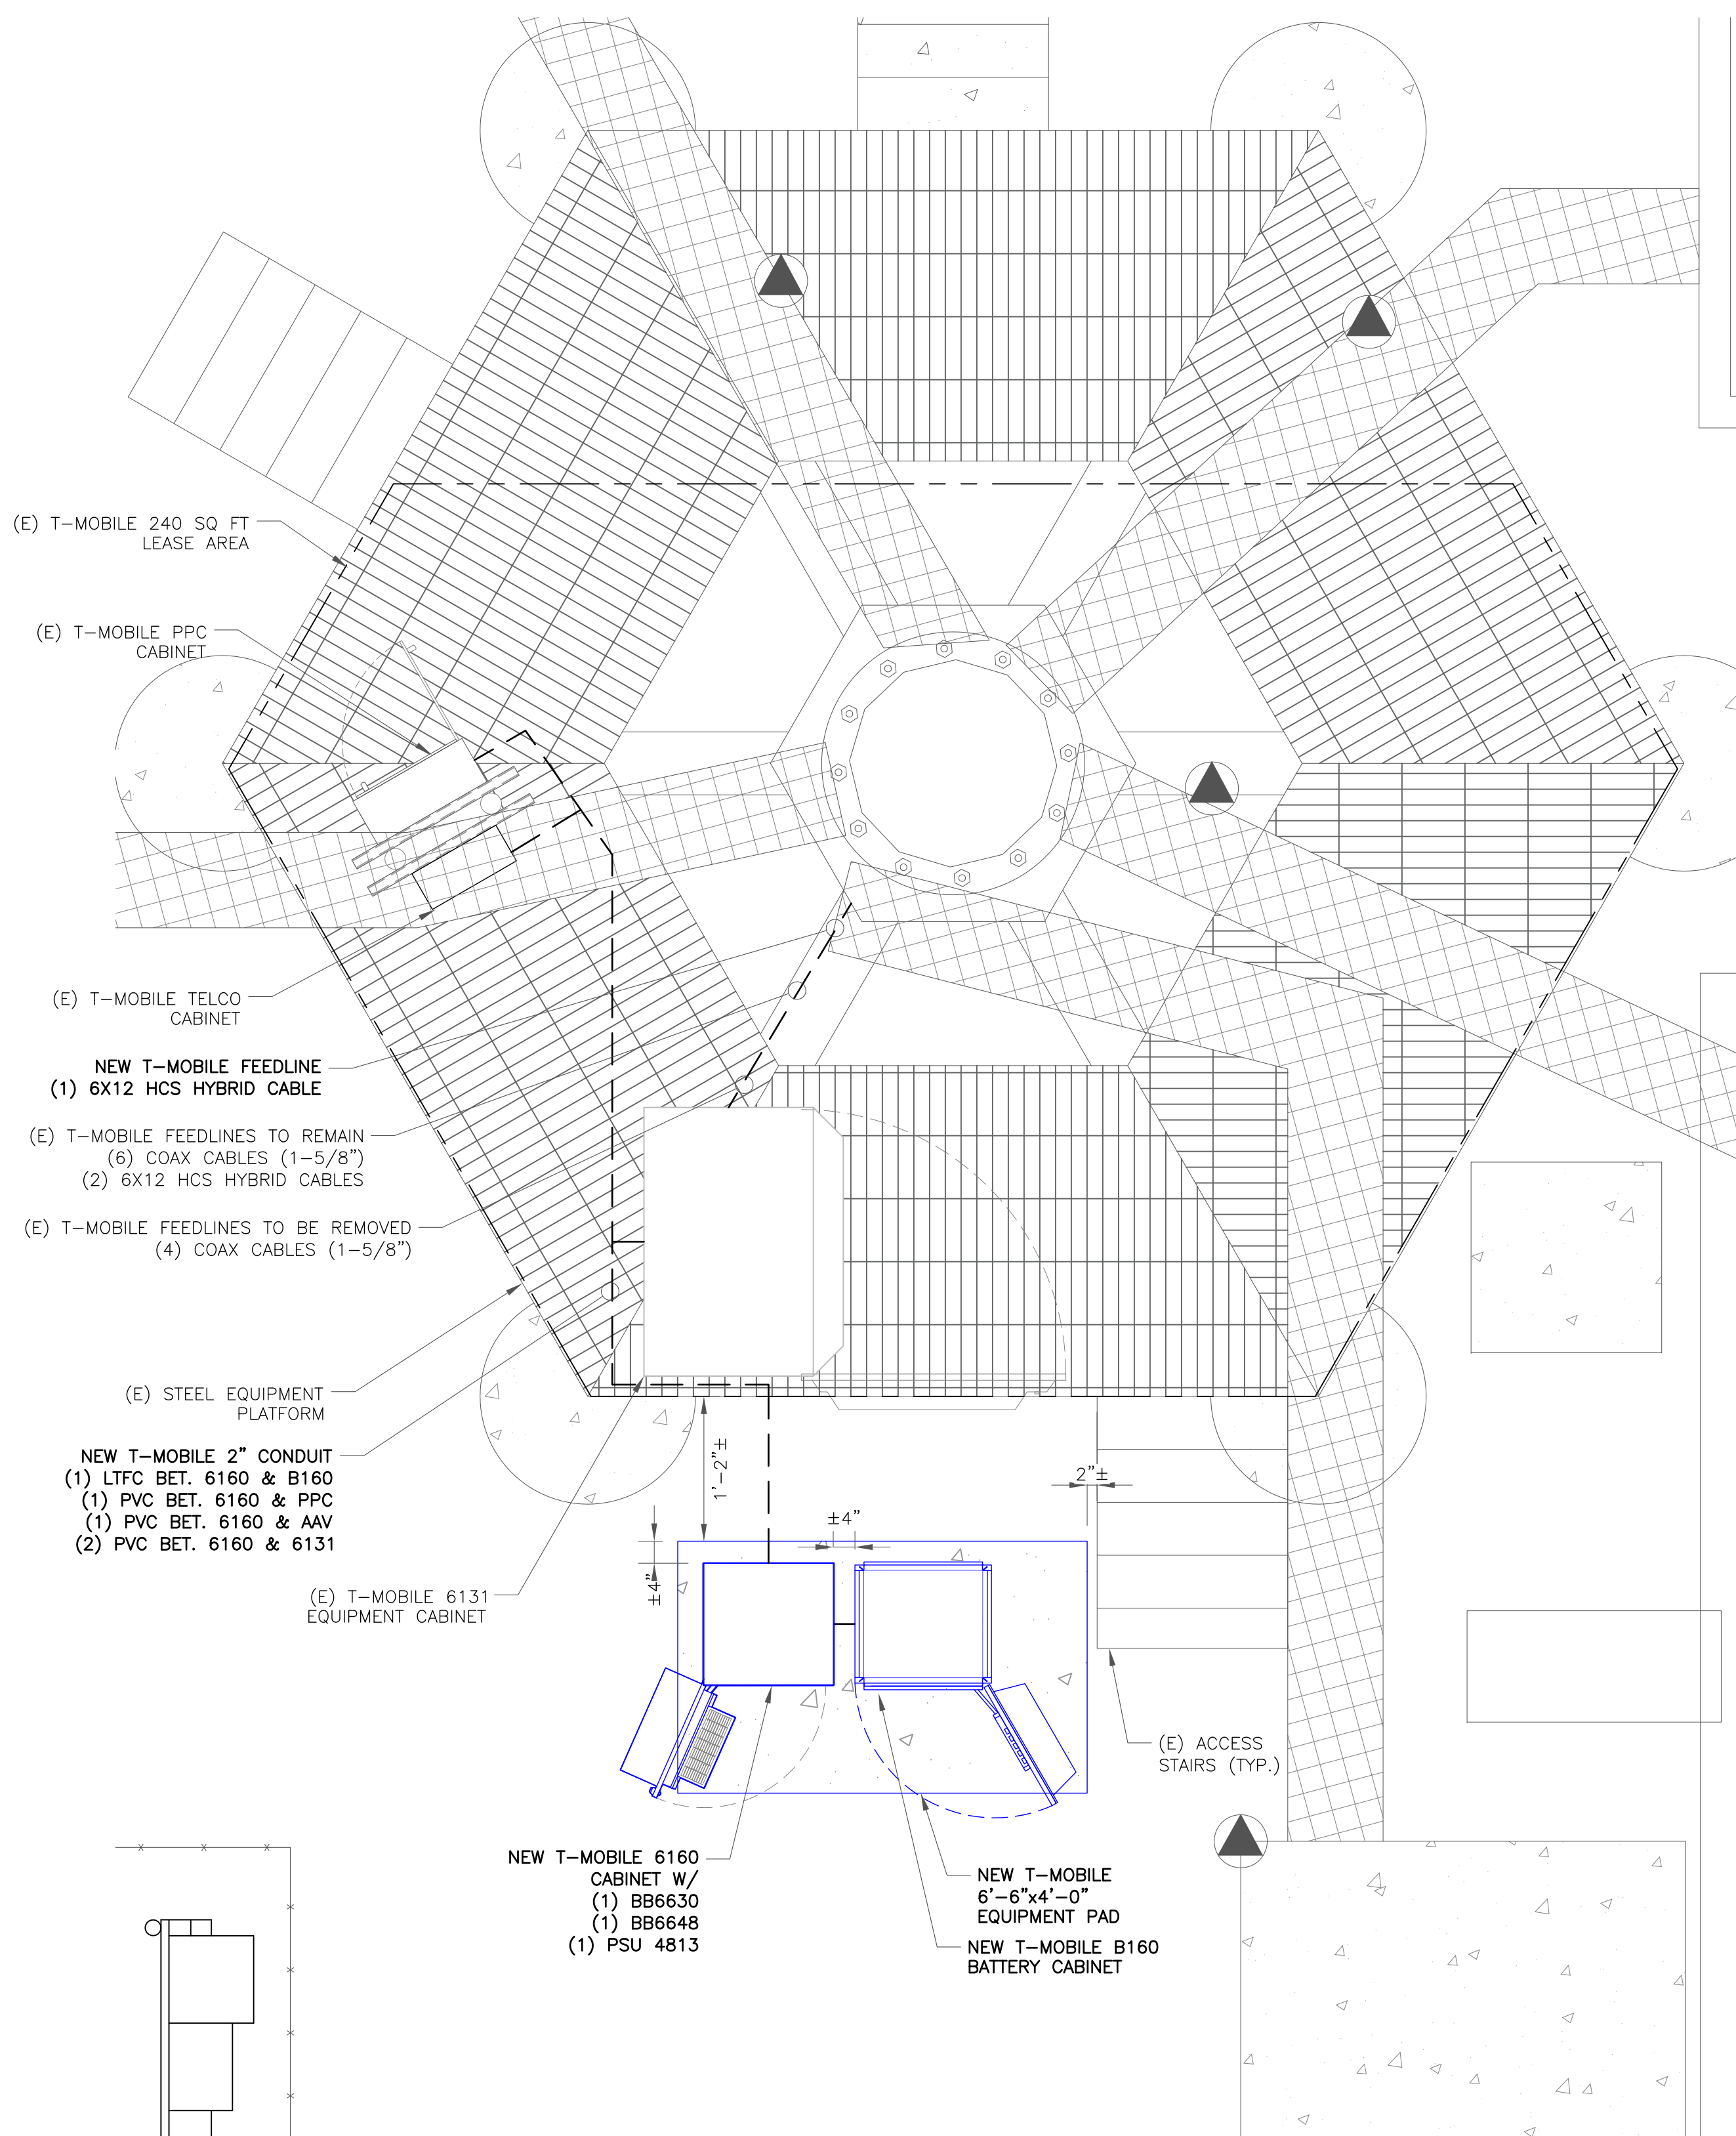 (E) T-MOBILE 240 SQ FT
LEASE AREA
(E) T-MOBILE PPC
CABINET
(E) T-MOBILE TELCO
CABINET
NEW T-MOBILE FEEDLINE
(1) 6X12 HCS HYBRID CABLE
(E) T-MOBILE FEEDLINES TO REMAIN
(6) COAX CABLES (1-5/8")
(2) 6X12 HCS HYBRID CABLES
(E) T-MOBILE FEEDLINES TO BE REMOVED
(4) COAX CABLES (1-5/8")
(E) STEEL EQUIPMENT
PLATFORM
NEW T-MOBILE 2" CONDUIT
(1) LTFC BET. 6160 & B160
(1) PVC BET. 6160 & PPC
(1) PVC BET. 6160 & AAV
(2) PVC BET. 6160 & 6131
(E) T-MOBILE 6131
EQUIPMENT CABINET
1'-2"±
±4"
±4"
2"±
(E) ACCESS
STAIRS (TYP.)
NEW T-MOBILE 6160
CABINET W/
(1) BB6630
(1) BB6648
(1) PSU 4813
NEW T-MOBILE
6'-6"x4'-0"
EQUIPMENT PAD
NEW T-MOBILE B160
BATTERY CABINET